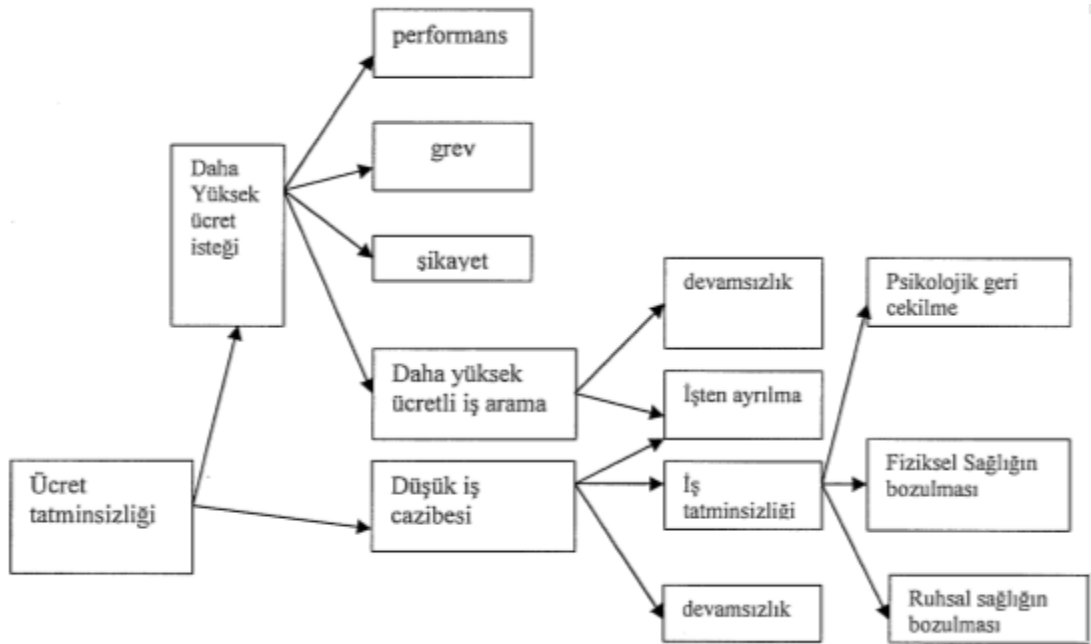 performans
grev
Daha
Yüksek
ücret
isteği
şikayet
devamsızlık
Psikolojik geri
cekilme
Daha yüksek
ücretli iş arama
İşten ayrılma
Ücret
tatminsizliği
Düşük iş
cazibesi
İş
tatminsizliği
Fiziksel Sağlığın
bozulması
devamsızlık
Ruhsal sağlığın
bozulması